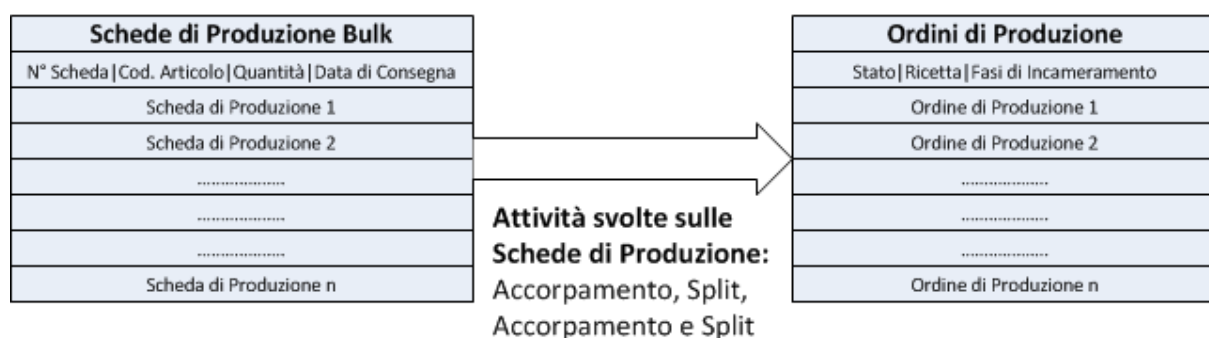 Schede di Produzione Bulk
N° Scheda|Cod. Articolo|Quantità|Data di Consegna
Scheda di Produzione 1
Scheda di Produzione 2
...................
...................
...................
Scheda di Produzione n
Attività svolte sulle
Schede di Produzione:
Accorpamento, Split,
Accorpamento e Split
Ordini di Produzione
Stato|Ricetta|Fasi di Incameramento
Ordine di Produzione 1
Ordine di Produzione 2
...................
...................
...................
Ordine di Produzione n